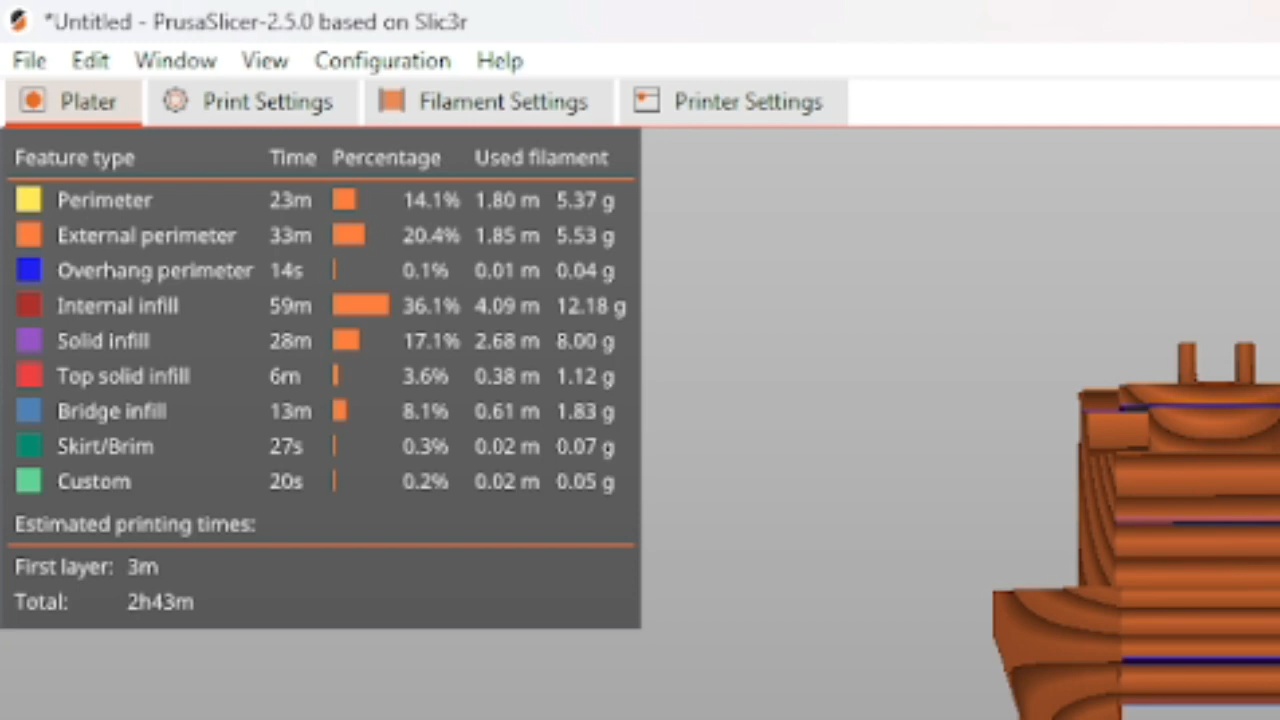 *Untitled - PrusaSlicer-2.5.0 based on Slic3r
File Edit Window View Configuration Help
Plater Print Settings Filament Settings Printer Settings
Feature type Time Percentage Used filament
Perimeter 23m 14.1% 1.80 m 5.37 g
External perimeter 33m 20.4% 1.85 m 5.53 g
Overhang perimeter 14s 0.1% 0.01 m 0.04 g
Internal infill 59m 36.1% 4.09 m 12.18 g
Solid infill 28m 17.1% 2.68 m 8.00 g
Top solid infill 6m 3.6% 0.38 m 1.12 g
Bridge infill 13m 8.1% 0.61 m 1.83 g
Skirt/Brim 27s 0.3% 0.02 m 0.07 g
Custom 20s 0.2% 0.02 m 0.05 g
Estimated printing times:
First layer: 3m
Total: 2h43m